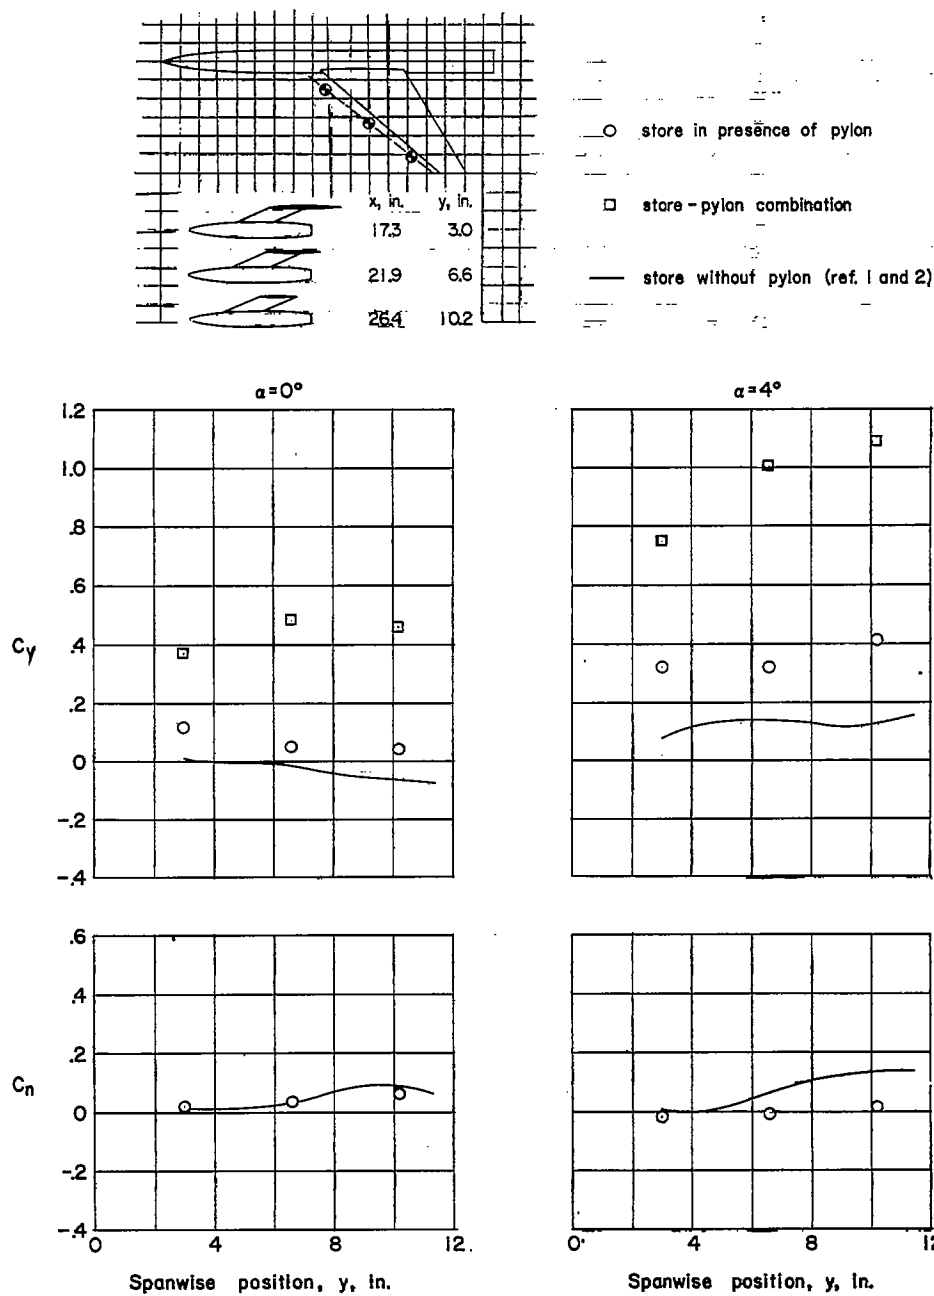 x, in. y, in.
17.3 3.0
21.9 6.6
26.4 10.2
store in presence of pylon
store-pylon combination
store without pylon (ref. 1 and 2)
α=0°
α=4°
1.2
1.0
.8
.6
.4
.2
0
-.2
-.4
Cy
.6
.4
.2
0
-.2
-.4
Cn
0 4 8 12
0 4 8 12
Spanwise position, y, in.
Spanwise position, y, in.